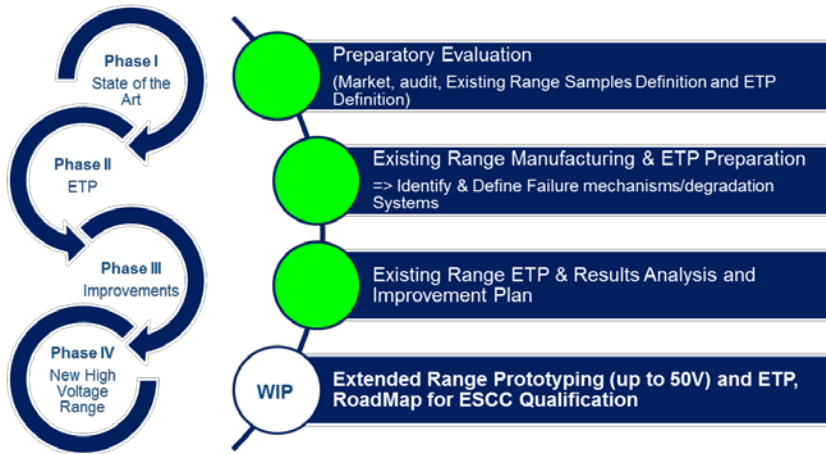 Phase I
State of the
Art
Preparatory Evaluation
(Market, audit, Existing Range Samples Definition and ETP
Definition)
Phase II
ETP
Existing Range Manufacturing & ETP Preparation
=> Identify & Define Failure mechanisms/degradation
Systems
Phase III
Improvements
Existing Range ETP & Results Analysis and
Improvement Plan
Phase IV
New High
Voltage
Range
WIP
Extended Range Prototyping (up to 50V) and ETP,
RoadMap for ESCC Qualification